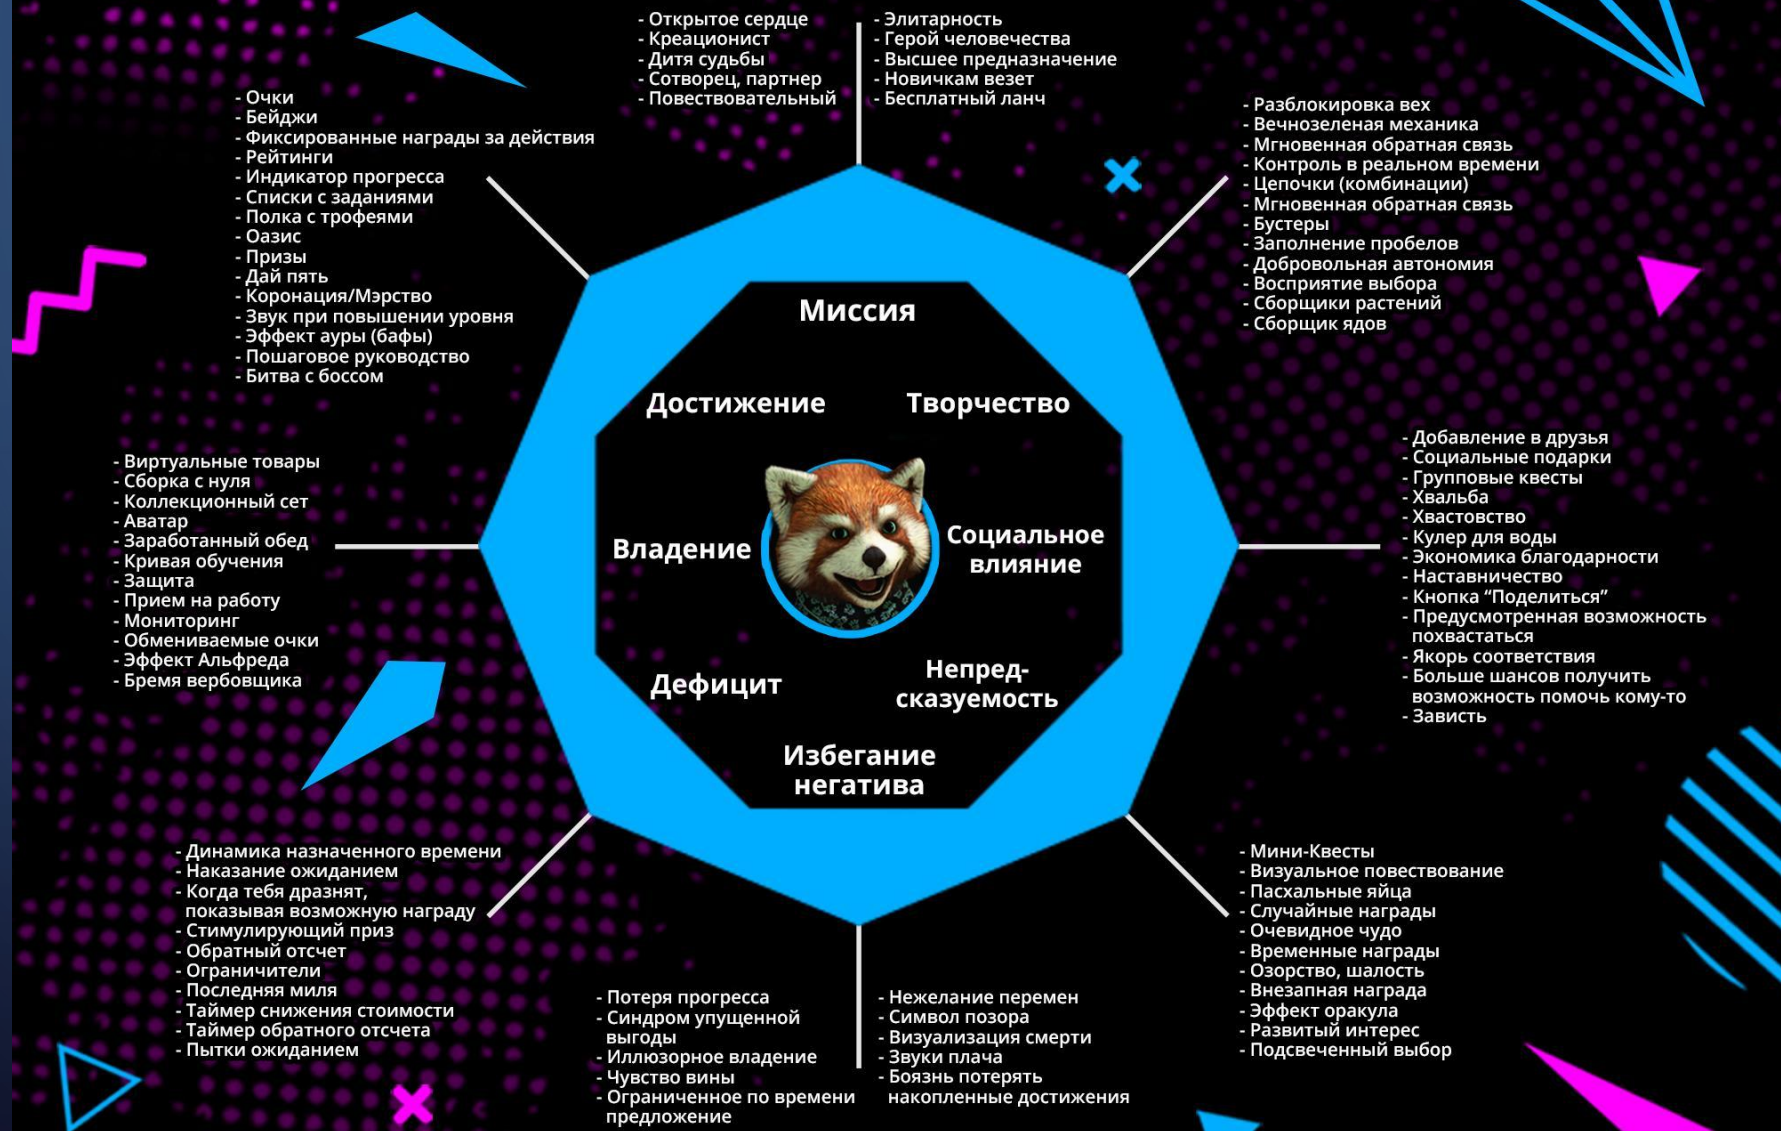 - Открытое сердце
- Креационист
- Дитя судьбы
- Сотворец, партнер
- Повествовательный
- Элитарность
- Герой человечества
- Высшее предназначение
- Новичкам везет
- Бесплатный ланч
- Очки
- Бейджи
- Фиксированные награды за действия
- Рейтинги
- Индикатор прогресса
- Списки с заданиями
- Полка с трофеями
- Оазис
- Призы
- Дай пять
- Коронация/Мэрство
- Звук при повышении уровня
- Эффект ауры (бафы)
- Пошаговое руководство
- Битва с боссом
- Разблокировка вех
- Вечнозеленая механика
- Мгновенная обратная связь
- Контроль в реальном времени
- Цепочки (комбинации)
- Мгновенная обратная связь
- Бустеры
- Заполнение пробелов
- Добровольная автономия
- Восприятие выбора
- Сборщики растений
- Сборщик ядов
Миссия
Достижение
Творчество
Владение
Социальное
влияние
Дефицит
Непред-
сказуемость
Избегание
негатива
- Виртуальные товары
- Сборка с нуля
- Коллекционный сет
- Аватар
- Заработанный обед
- Кривая обучения
- Защита
- Прием на работу
- Мониторинг
- Обмениваемые очки
- Эффект Альфреда
- Бремя вербовщика
- Добавление в друзья
- Социальные подарки
- Групповые квесты
- Хвальба
- Хвастовство
- Кулер для воды
- Экономика благодарности
- Наставничество
- Кнопка “Поделиться”
- Предусмотренная возможность
похвастаться
- Якорь соответствия
- Больше шансов получить
возможность помочь кому-то
- Зависть
- Динамика назначенного времени
- Наказание ожиданием
- Когда тебя дразнят,
показывая возможную награду
- Стимулирующий приз
- Обратный отсчет
- Ограничители
- Последняя миля
- Таймер снижения стоимости
- Таймер обратного отсчета
- Пытки ожиданием
- Потеря прогресса
- Синдром упущенной
выгоды
- Иллюзорное владение
- Чувство вины
- Ограниченное по времени
предложение
- Нежелание перемен
- Символ позора
- Визуализация смерти
- Звуки плача
- Боязнь потерять
накопленные достижения
- Мини-Квесты
- Визуальное повествование
- Пасхальные яйца
- Случайные награды
- Очевидное чудо
- Временные награды
- Озорство, шалость
- Внезапная награда
- Эффект оракула
- Развитый интерес
- Подсвеченный выбор